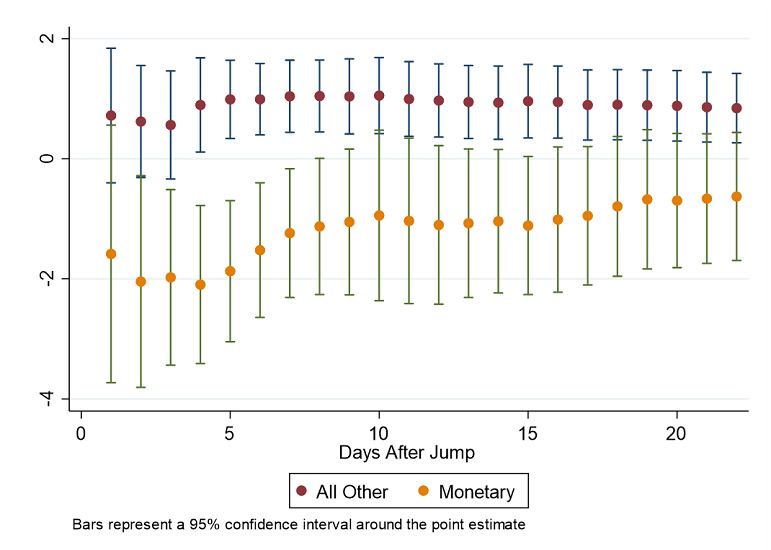 2
0
-2
-4
0 5 10 15 20
Days After Jump
All Other Monetary
Bars represent a 95% confidence interval around the point estimate